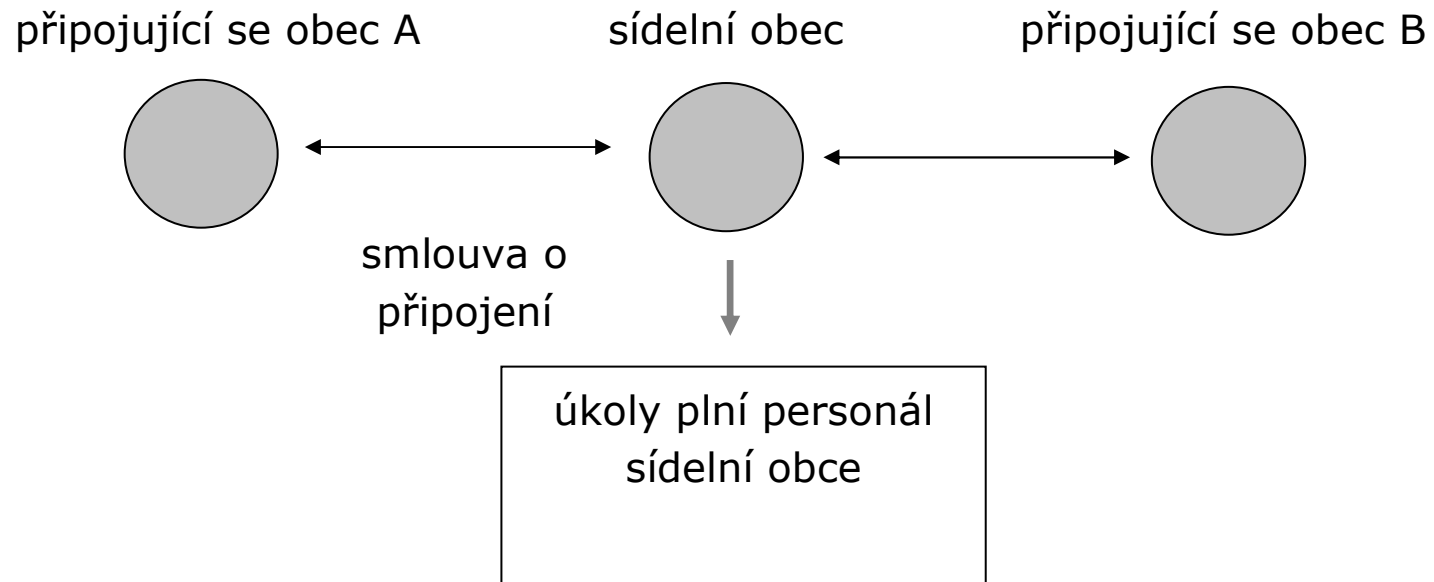 připojující se obec A
sídelní obec
připojující se obec B
smlouva o
připojení
úkoly plní personál
sídelní obce